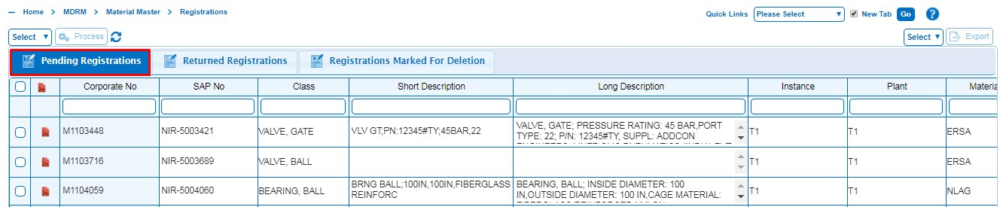 Home > MDRM > Material Master > Registrations
Quick Links Please Select New Tab Go ?
Select Process Select Export
Pending Registrations Returned Registrations Registrations Marked For Deletion
Corporate No SAP No Class Short Description Long Description Instance Plant Materia
M1103448 NIR-5003421 VALVE, GATE VLV GT;PN:12345#TY;45BAR,22 VALVE, GATE; PRESSURE RATING: 45 BAR,PORT T1 T1 ERSA
TYPE: 22; P/N: 12345#TY, SUPPL: ADDCON
M1103716 NIR-5003689 VALVE, BALL T1 T1 ERSA
M1104059 NIR-5004060 BEARING, BALL BRNG BALL;100IN,100IN,FIBERGLASS BEARING, BALL; INSIDE DIAMETER: 100 T1 T1 NLAG
REINFORC IN,OUTSIDE DIAMETER: 100 IN,CAGE MATERIAL: